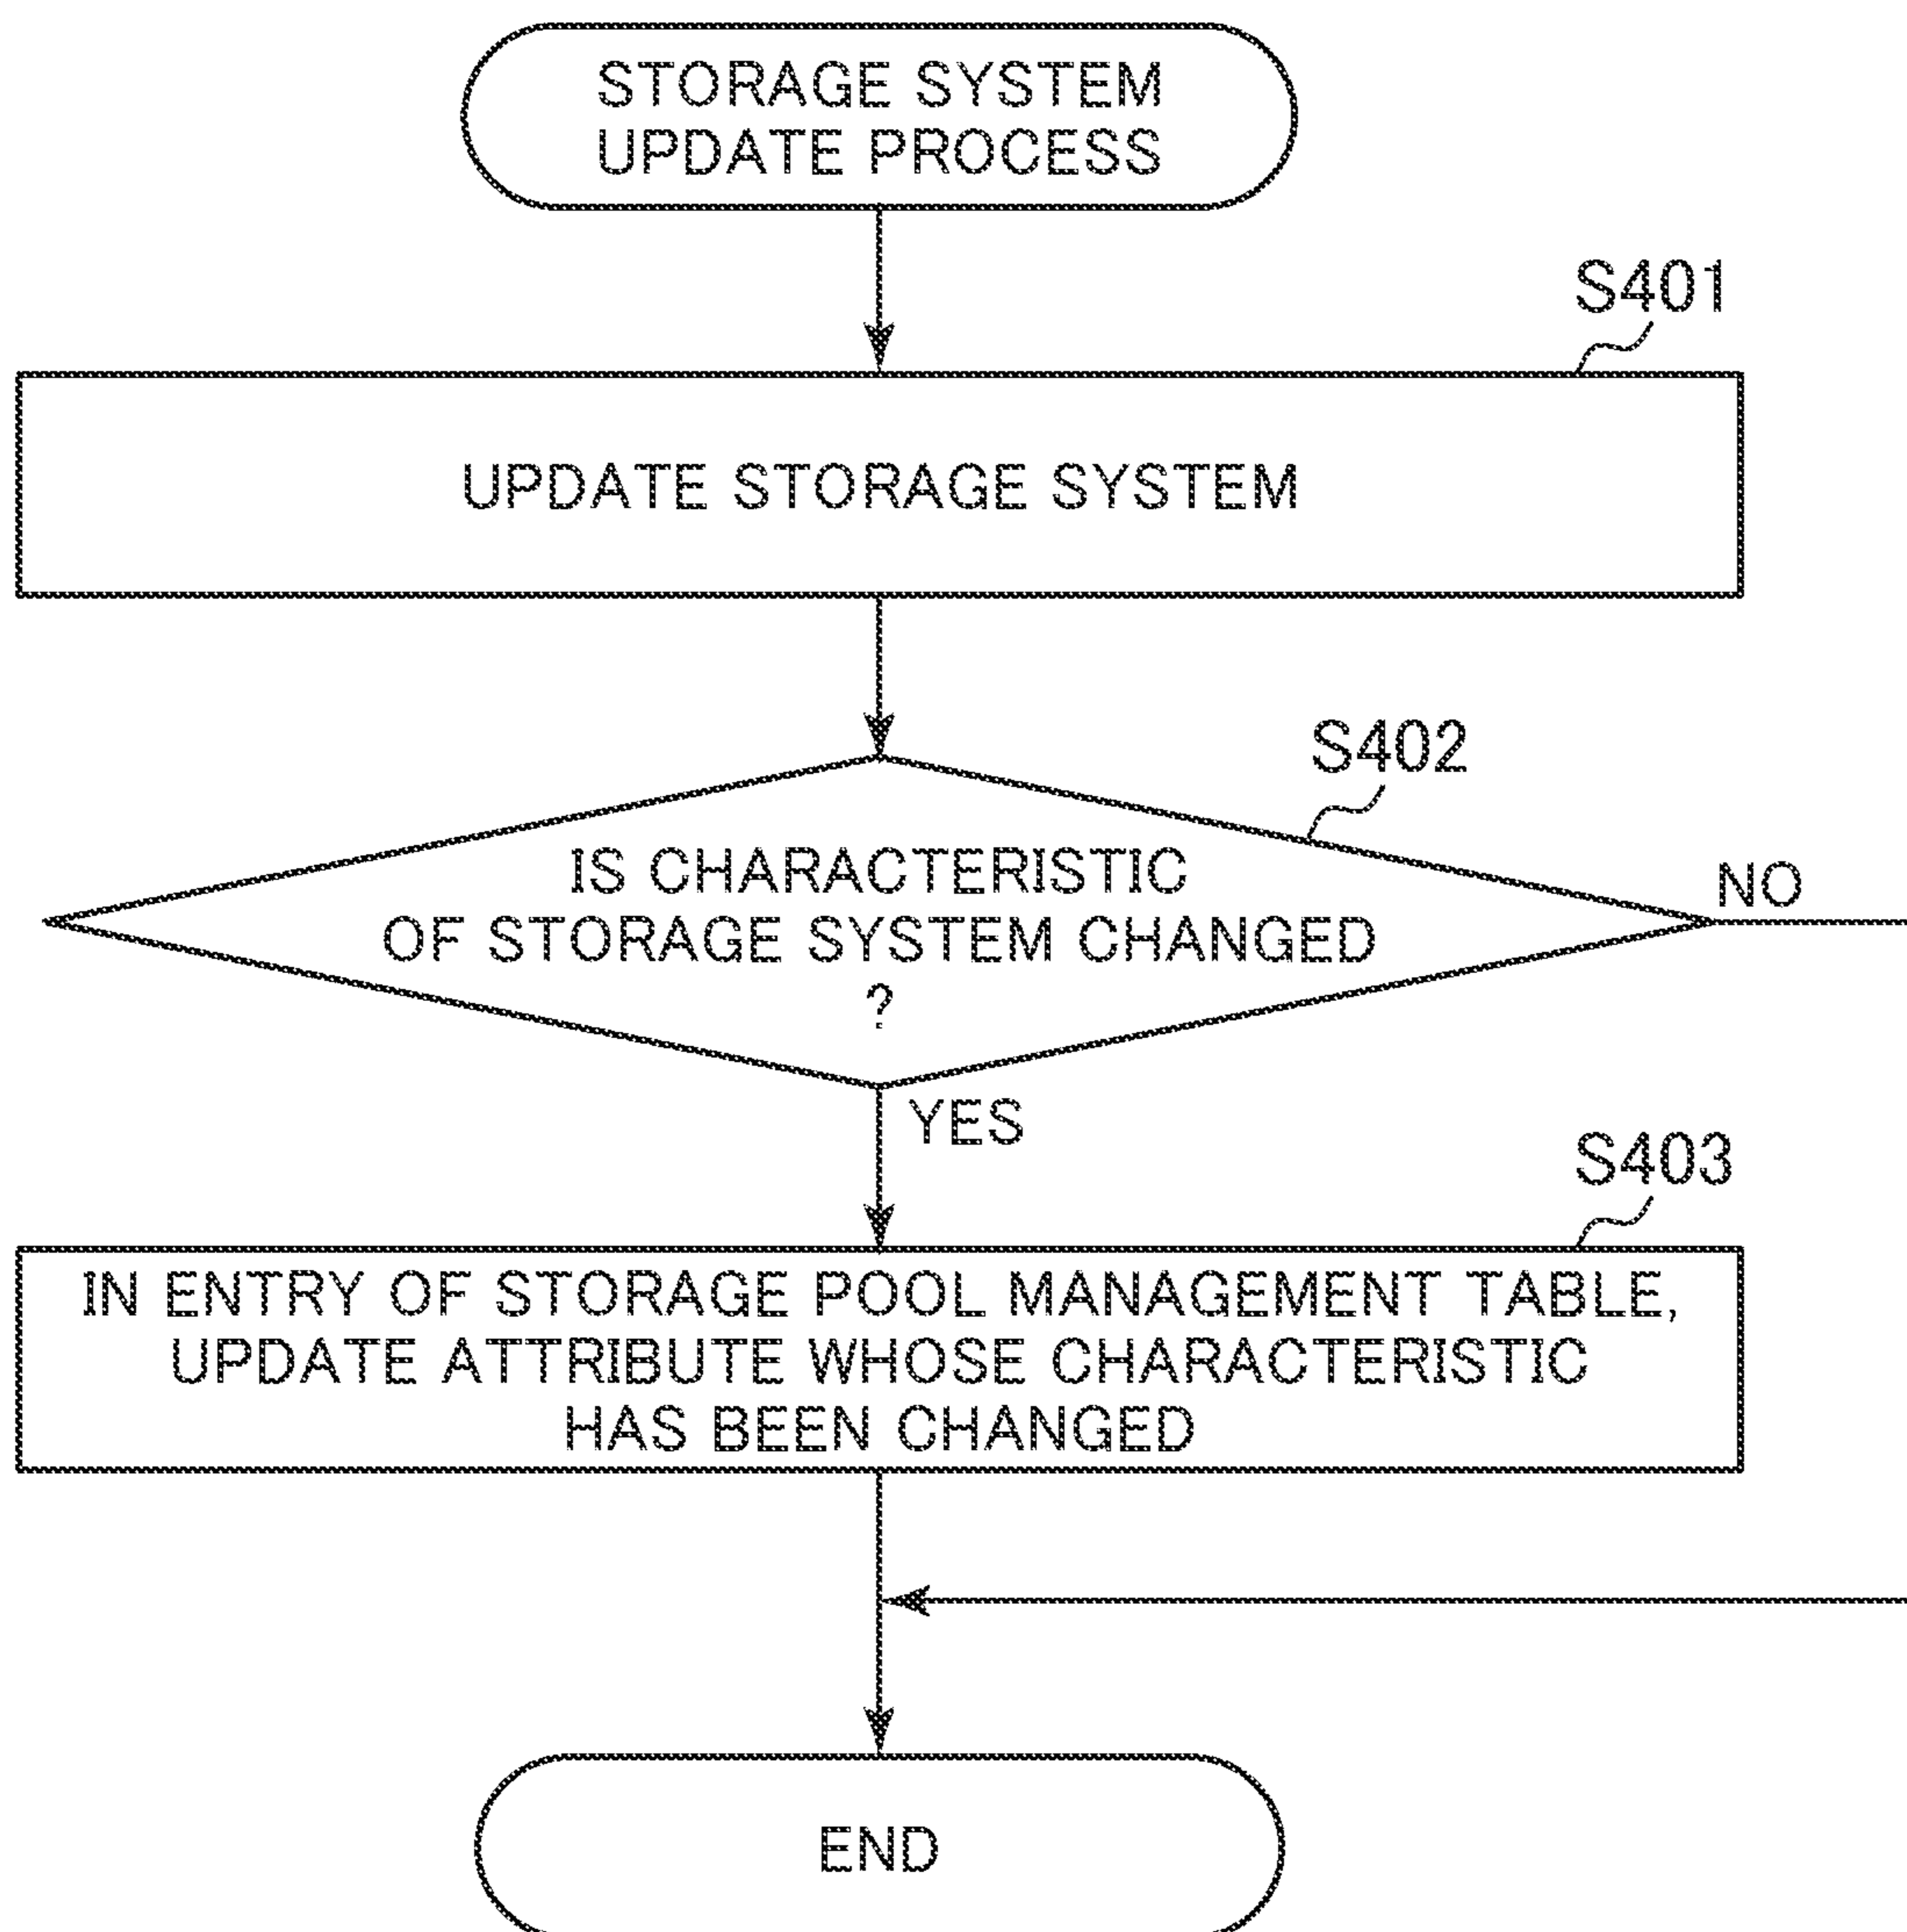 STORAGE SYSTEM
UPDATE PROCESS
S401
UPDATE STORAGE SYSTEM
S402
IS CHARACTERISTIC
OF STORAGE SYSTEM CHANGED
?
NO
YES
S403
IN ENTRY OF STORAGE POOL MANAGEMENT TABLE,
UPDATE ATTRIBUTE WHOSE CHARACTERISTIC
HAS BEEN CHANGED
END